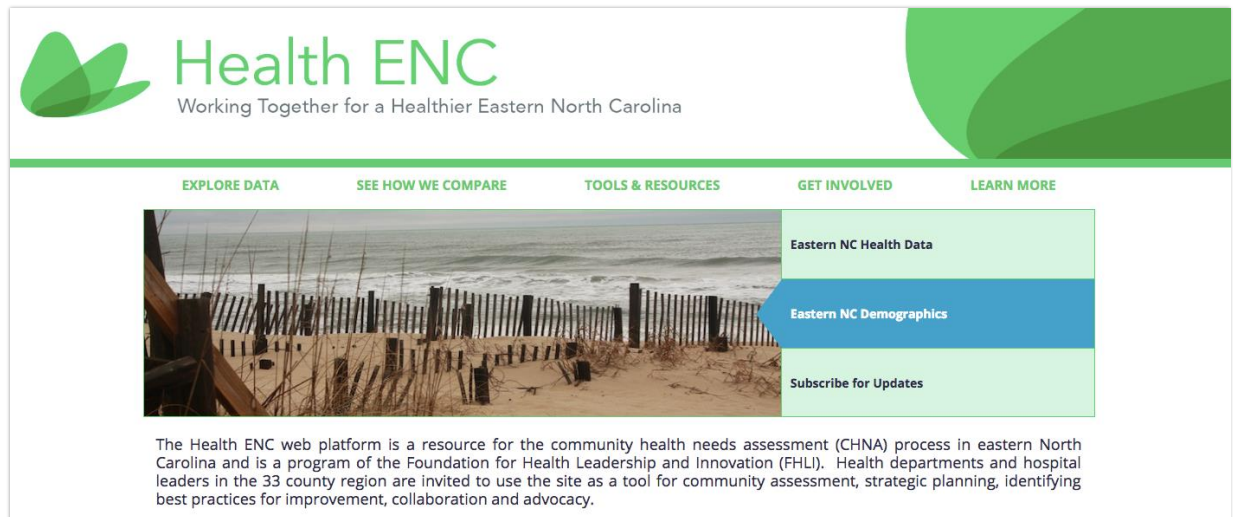 Health ENC
Working Together for a Healthier Eastern North Carolina
EXPLORE DATA SEE HOW WE COMPARE TOOLS & RESOURCES GET INVOLVED LEARN MORE
Eastern NC Health Data
Eastern NC Demographics
Subscribe for Updates
The Health ENC web platform is a resource for the community health needs assessment (CHNA) process in eastern North
Carolina and is a program of the Foundation for Health Leadership and Innovation (FHLI). Health departments and hospital
leaders in the 33 county region are invited to use the site as a tool for community assessment, strategic planning, identifying
best practices for improvement, collaboration and advocacy.